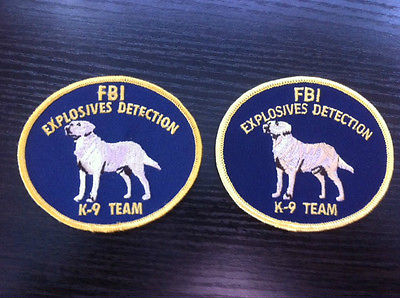 FBI
EXPLOSIVES DETECTION
K-9 TEAM
FBI
EXPLOSIVES DETECTION
K-9 TEAM